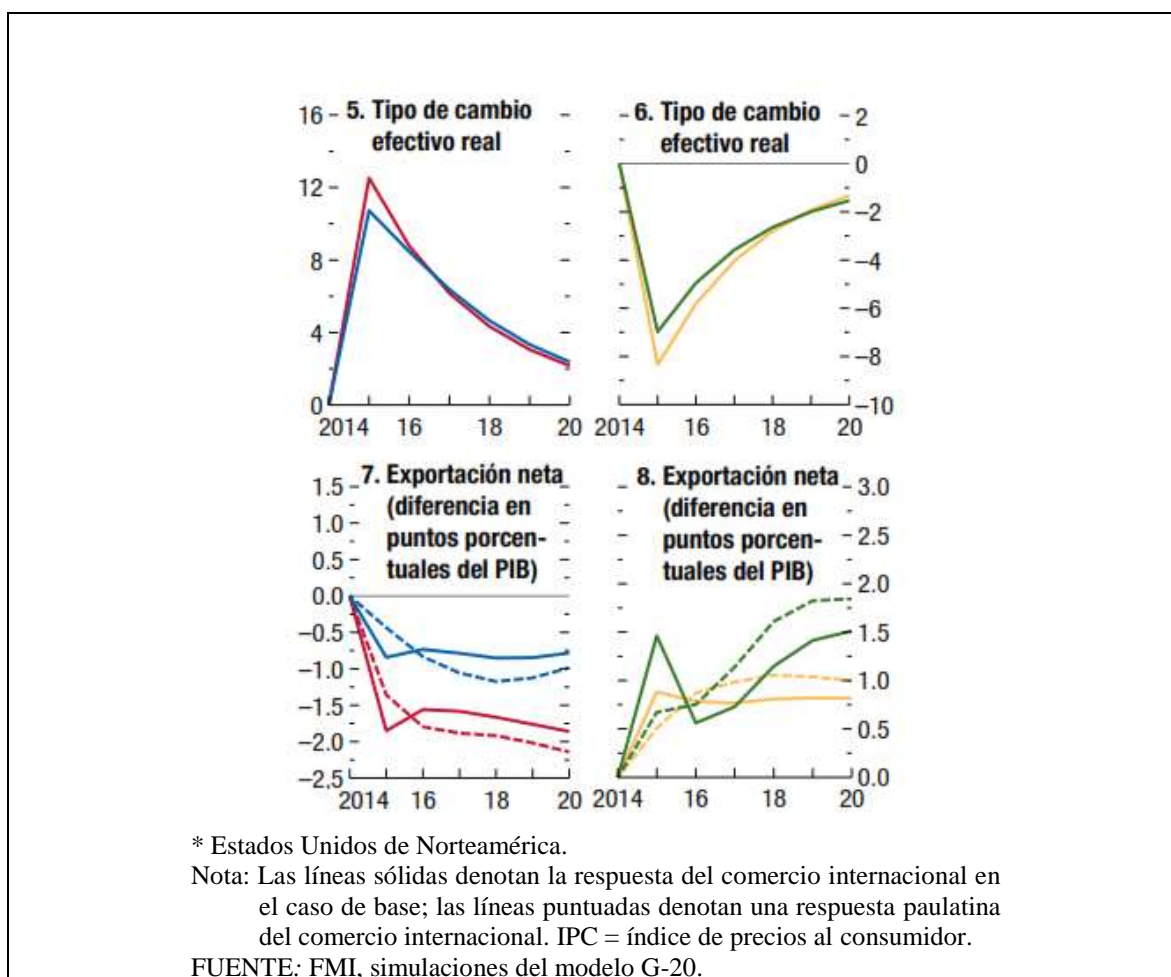 5. Tipo de cambio
efectivo real
16
12
8
4
0
2014 16 18 20
6. Tipo de cambio
efectivo real
2
0
–2
–4
–6
–8
–10
2014 16 18 20
7. Exportación neta
(diferencia en
puntos porcen-
tuales del PIB)
1.5
1.0
0.5
0.0
–0.5
–1.0
–1.5
–2.0
–2.5
2014 16 18 20
8. Exportación neta
(diferencia en
puntos porcen-
tuales del PIB)
3.0
2.5
2.0
1.5
1.0
0.5
0.0
2014 16 18 20
* Estados Unidos de Norteamérica.
Nota: Las líneas sólidas denotan la respuesta del comercio internacional en
el caso de base; las líneas puntuadas denotan una respuesta paulatina
del comercio internacional. IPC = índice de precios al consumidor.
FUENTE: FMI, simulaciones del modelo G-20.